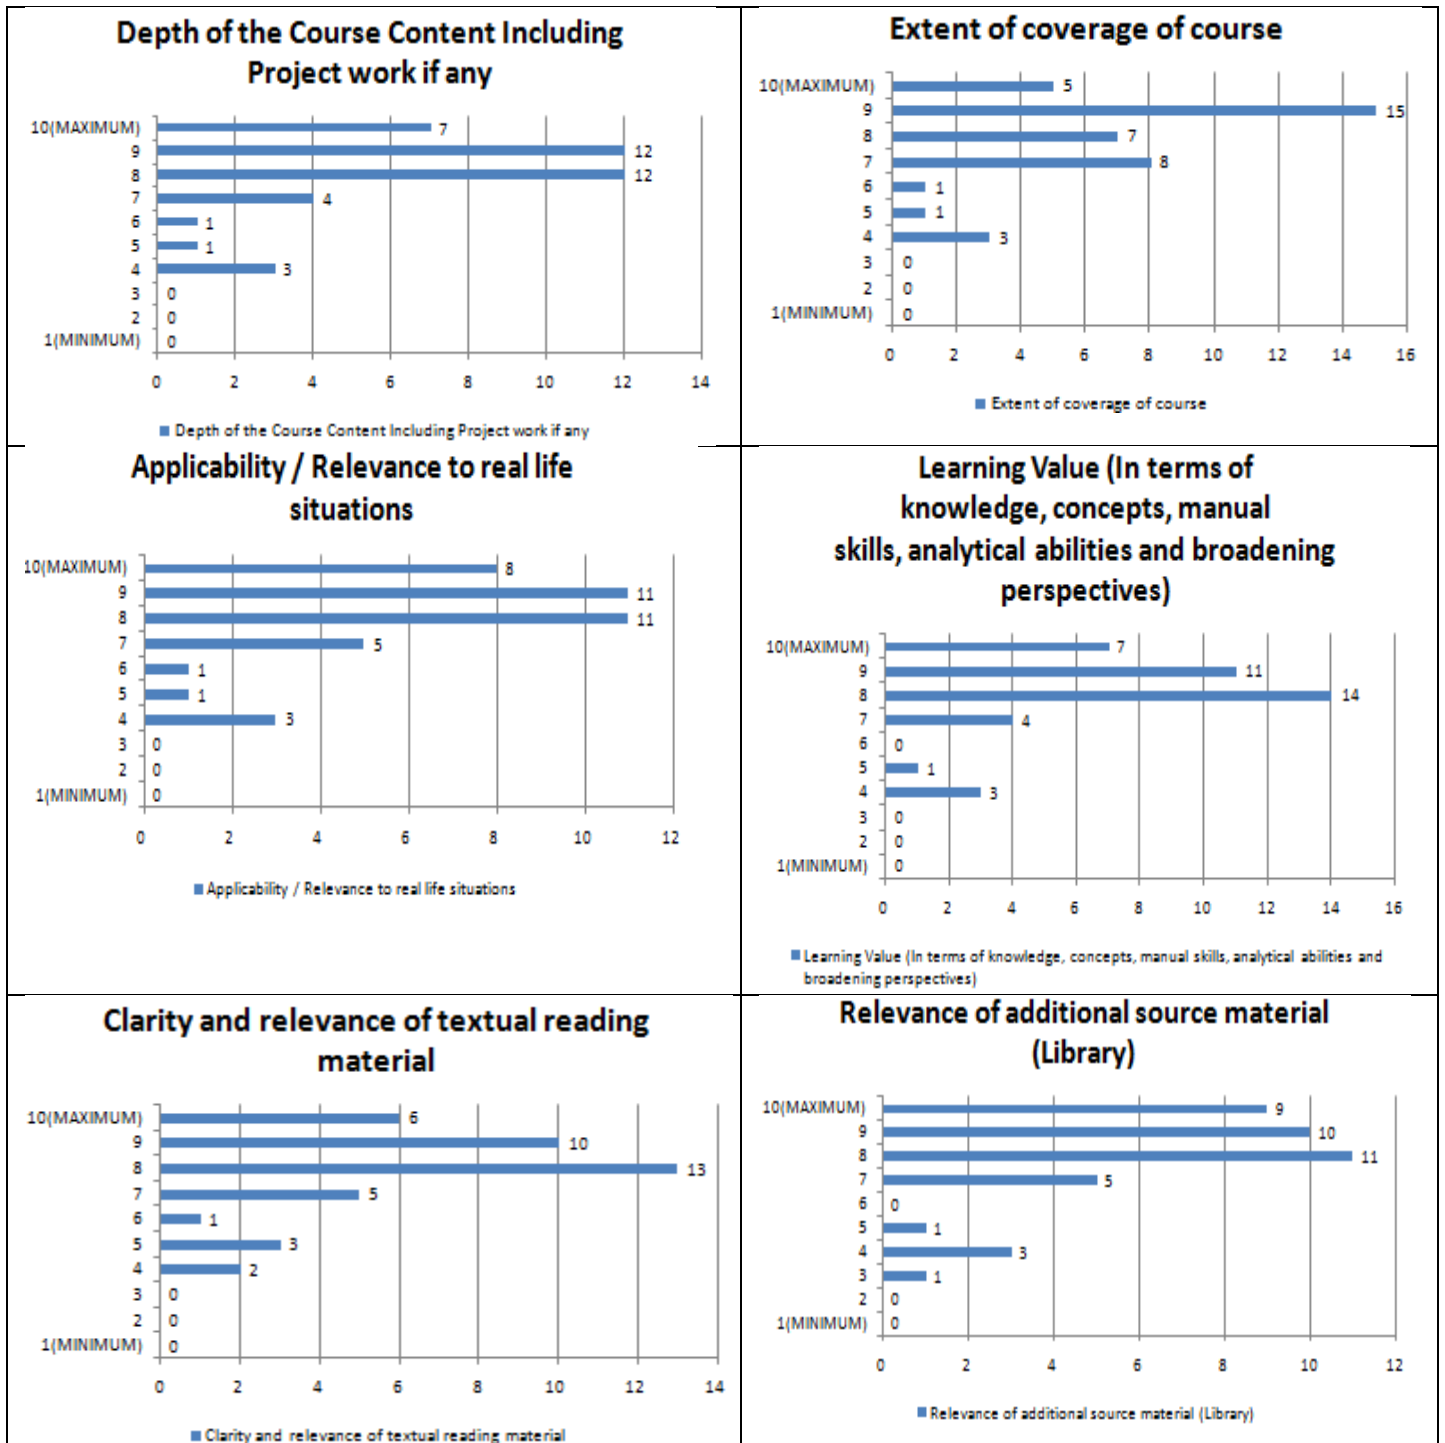 Depth of the Course Content Including
Project work if any
10(MAXIMUM) 7
9 12
8 12
7 4
6 1
5 1
4 3
3 0
2 0
1(MINIMUM) 0
0 2 4 6 8 10 12 14
Depth of the Course Content Including Project work if any
Extent of coverage of course
10(MAXIMUM) 5
9 15
8 7
7 8
6 1
5 1
4 3
3 0
2 0
1(MINIMUM) 0
0 2 4 6 8 10 12 14 16
Extent of coverage of course
Applicability / Relevance to real life
situations
10(MAXIMUM) 8
9 11
8 11
7 5
6 1
5 1
4 3
3 0
2 0
1(MINIMUM) 0
0 2 4 6 8 10 12
Applicability / Relevance to real life situations
Learning Value (In terms of
knowledge, concepts, manual
skills, analytical abilities and broadening
perspectives)
10(MAXIMUM) 7
9 11
8 14
7 4
6 0
5 1
4 3
3 0
2 0
1(MINIMUM) 0
0 2 4 6 8 10 12 14 16
Learning Value (In terms of knowledge, concepts, manual skills, analytical abilities and
broadening perspectives)
Clarity and relevance of textual reading
material
10(MAXIMUM) 6
9 10
8 13
7 5
6 1
5 3
4 2
3 0
2 0
1(MINIMUM) 0
0 2 4 6 8 10 12 14
Clarity and relevance of textual reading material
Relevance of additional source material
(Library)
10(MAXIMUM) 9
9 10
8 11
7 5
6 0
5 1
4 3
3 1
2 0
1(MINIMUM) 0
0 2 4 6 8 10 12
Relevance of additional source material (Library)